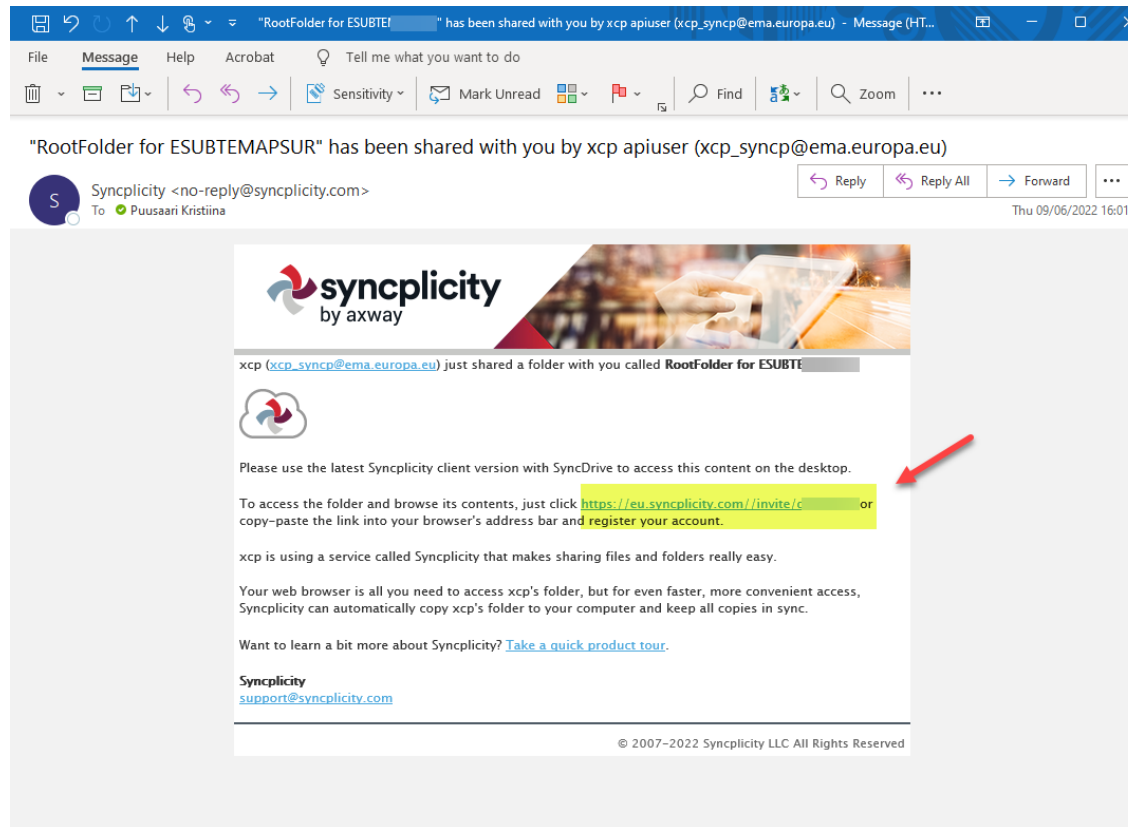 "RootFolder for ESUBTE " has been shared with you by xcp apiuser (xcp_syncp@ema.europa.eu) - Message (HT...
File Message Help Acrobat Tell me what you want to do
Sensitivity Mark Unread Find Zoom ...
"RootFolder for ESUBTEMAPSUR" has been shared with you by xcp apiuser (xcp_syncp@ema.europa.eu)
Reply Reply All Forward ...
S
Syncplicity <no-reply@syncplicity.com>
To Puusaari Kristiina
Thu 09/06/2022 16:01
syncplicity
by axway
xcp (xcp_syncp@ema.europa.eu) just shared a folder with you called RootFolder for ESUBTE
Please use the latest Syncplicity client version with SyncDrive to access this content on the desktop.
To access the folder and browse its contents, just click https://eu.syncplicity.com//invite/ or
copy-paste the link into your browser's address bar and register your account.
xcp is using a service called Syncplicity that makes sharing files and folders really easy.
Your web browser is all you need to access xcp's folder, but for even faster, more convenient access,
Syncplicity can automatically copy xcp's folder to your computer and keep all copies in sync.
Want to learn a bit more about Syncplicity? Take a quick product tour.
Syncplicity
support@syncplicity.com
© 2007-2022 Syncplicity LLC All Rights Reserved